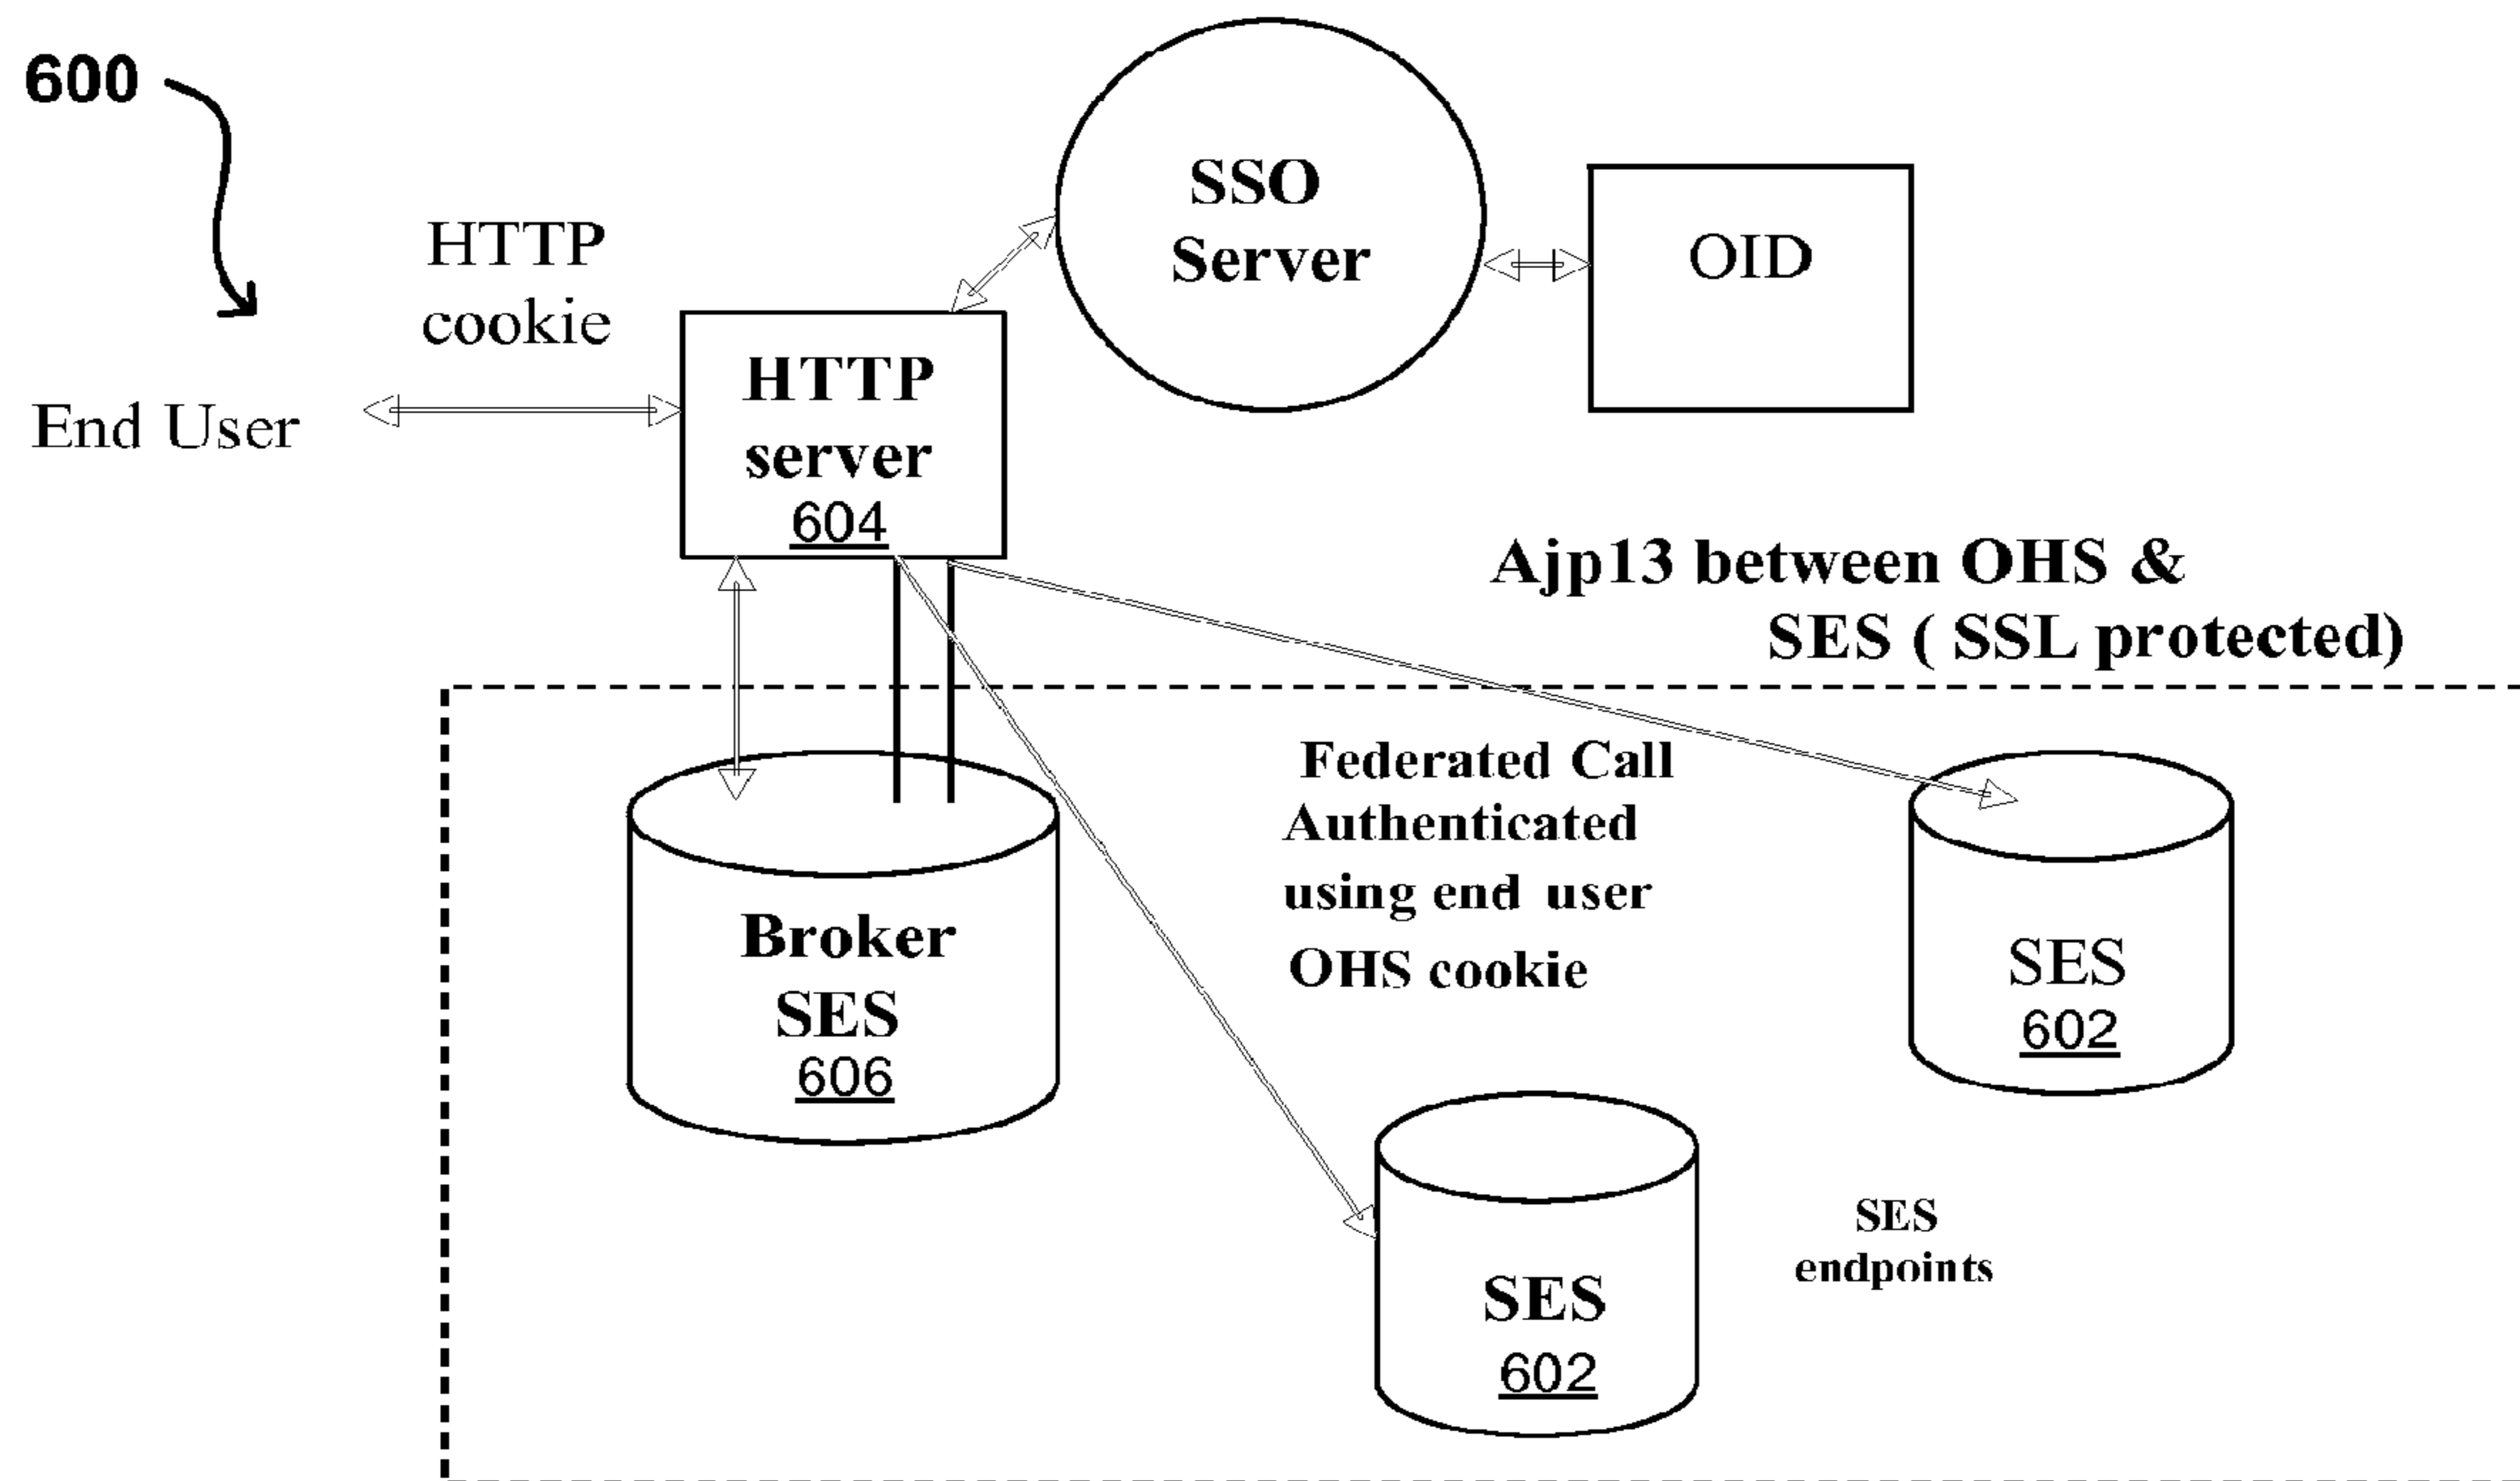 600
HTTP
cookie
End User
HTTP
server
604
SSO
Server
OID
Ajp13 between OHS &
SES ( SSL protected)
Federated Call
Authenticated
using end user
OHS cookie
Broker
SES
606
SES
602
SES
602
SES
endpoints